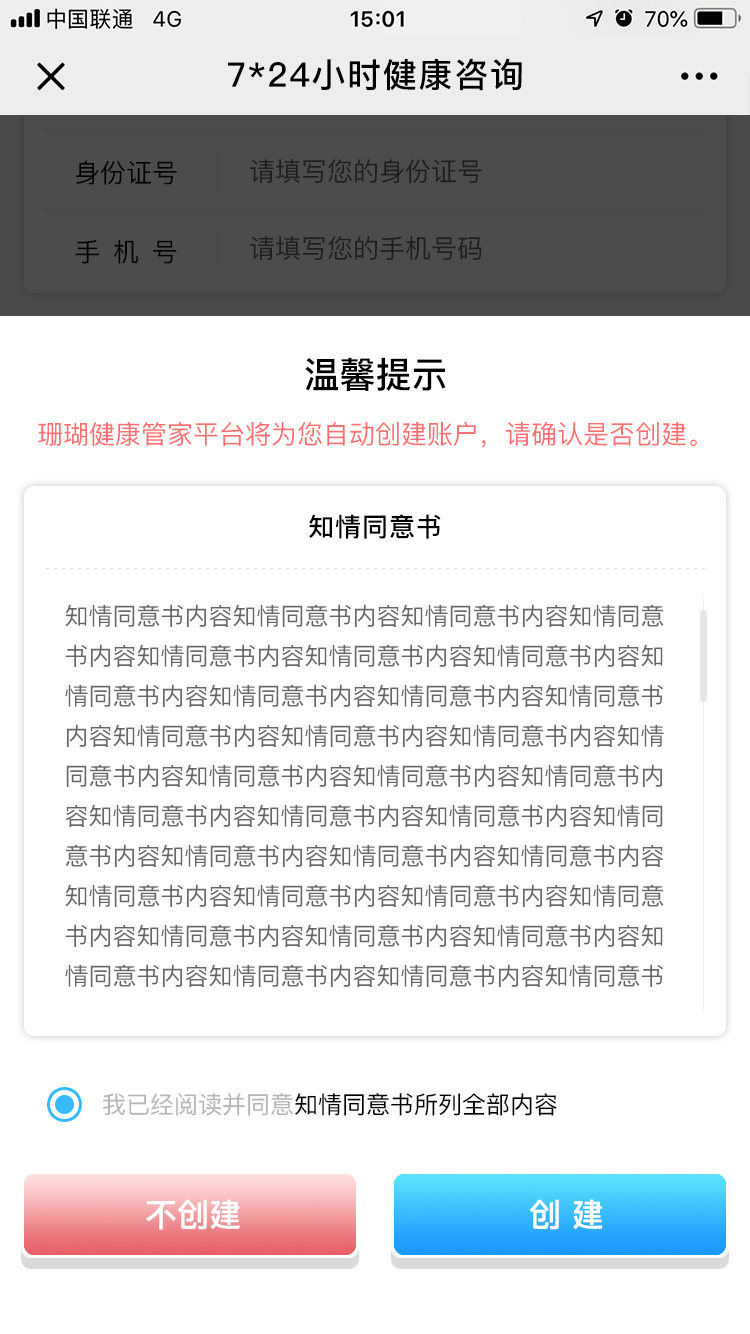 中国联通 4G 15:01 70%
7*24小时健康咨询
身份证号 请填写您的身份证号
手机号 请填写您的手机号码
温馨提示
珊瑚健康管家平台将为您自动创建账户，请确认是否创建。
知情同意书
知情同意书内容知情同意书内容知情同意书内容知情同意
书内容知情同意书内容知情同意书内容知情同意书内容知
情同意书内容知情同意书内容知情同意书内容知情同意书
内容知情同意书内容知情同意书内容知情同意书内容知情
同意书内容知情同意书内容知情同意书内容知情同意书内
容知情同意书内容知情同意书内容知情同意书内容知情同
意书内容知情同意书内容知情同意书内容知情同意书内容
知情同意书内容知情同意书内容知情同意书内容知情同意
书内容知情同意书内容知情同意书内容知情同意书内容知
情同意书内容知情同意书内容知情同意书内容知情同意书
我已经阅读并同意知情同意书所列全部内容
不创建 创建